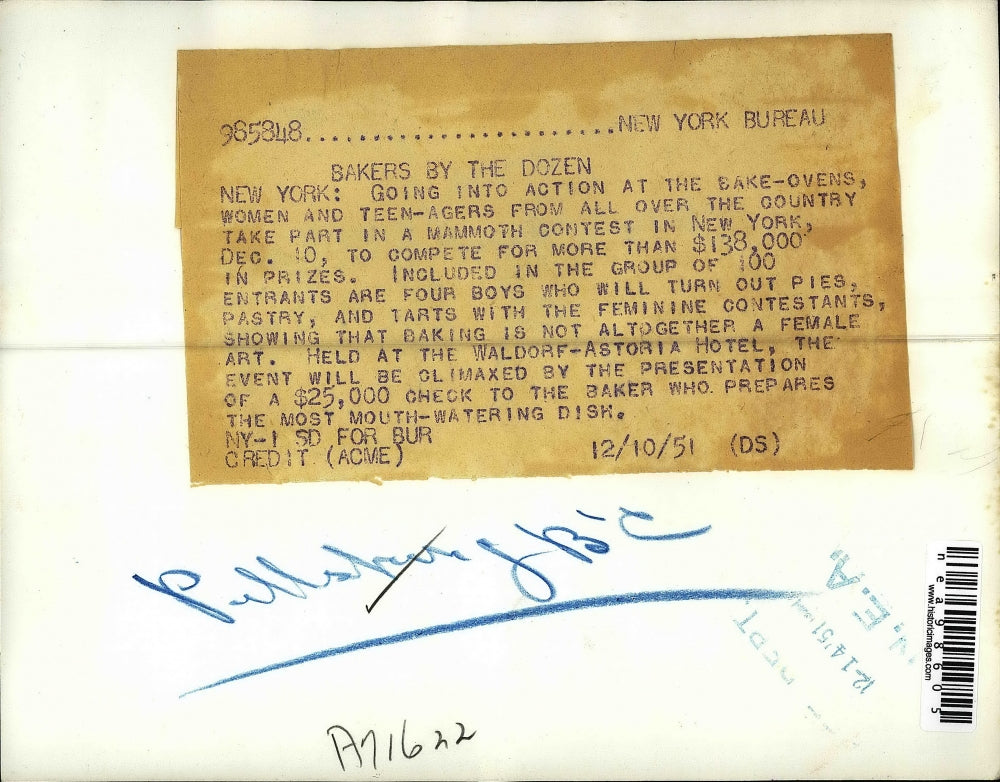 985848..........................NEW YORK BUREAU
BAKERS BY THE DOZEN
NEW YORK: GOING INTO ACTION AT THE BAKE-OVENS,
WOMEN AND TEEN-AGERS FROM ALL OVER THE COUNTRY
TAKE PART IN A MAMMOTH CONTEST IN NEW YORK,
DEC. 10, TO COMPETE FOR MORE THAN $138,000
IN PRIZES. INCLUDED IN THE GROUP OF 100
ENTRANTS ARE FOUR BOYS WHO WILL TURN OUT PIES,
PASTRY, AND TARTS WITH THE FEMININE CONTESTANTS,
SHOWING THAT BAKING IS NOT ALTOGETHER A FEMALE
ART. HELD AT THE WALDORF-ASTORIA HOTEL, THE
EVENT WILL BE CLIMAXED BY THE PRESENTATION
OF A $25,000 CHECK TO THE BAKER WHO PREPARES
THE MOST MOUTH-WATERING DISH.
NY-1 SD FOR BUR
CREDIT (ACME) 12/10/51 (DS)
Pillsbury B'C
N.E.A.
12-14'51
DEPT
nea98605
www.historicimages.com
A71622